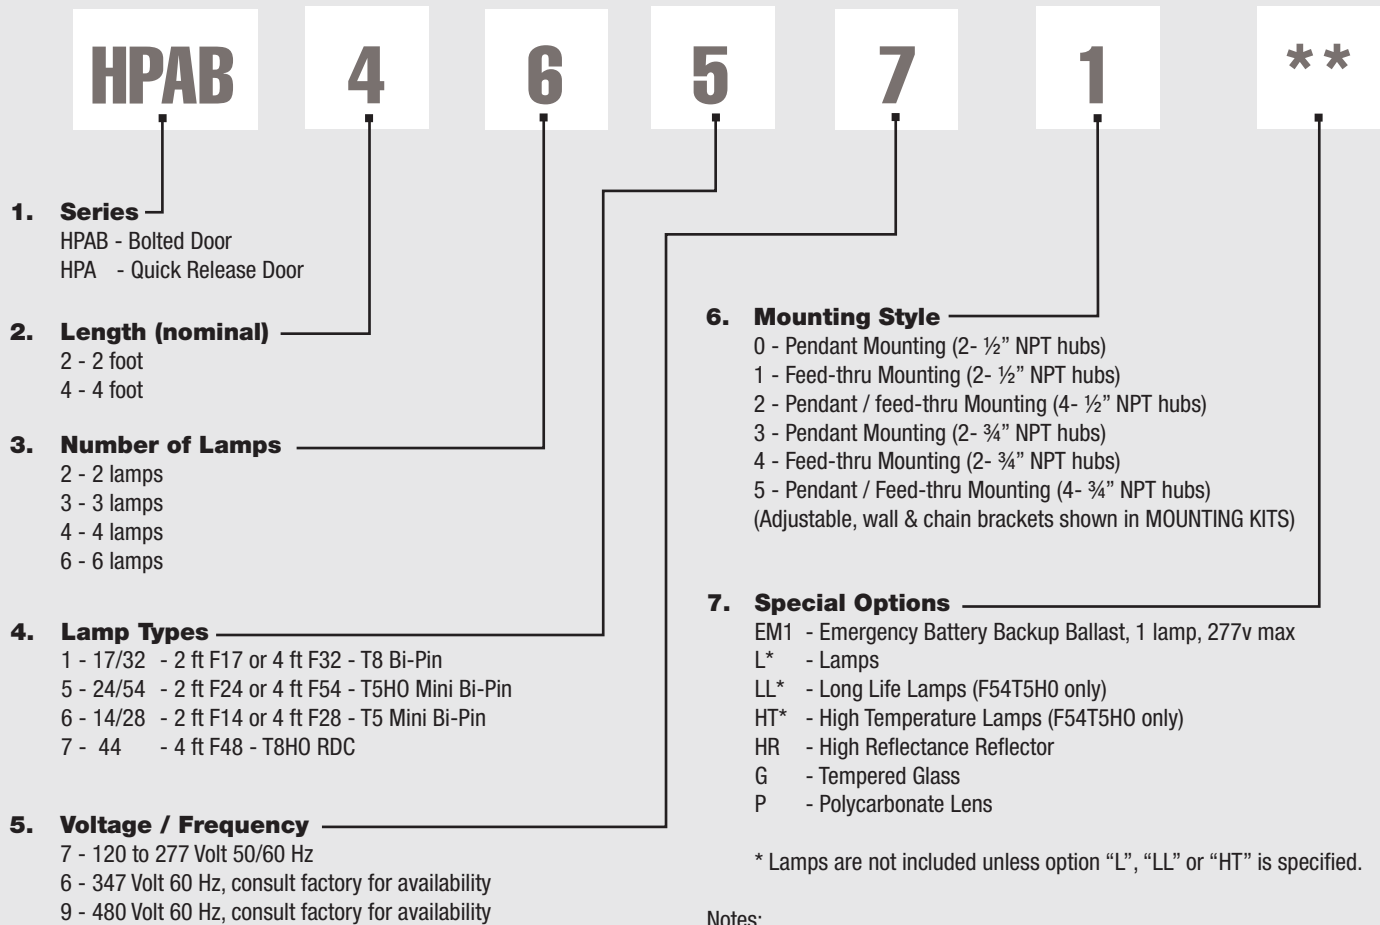 HPAB 4 6 5 7 1 **
1. Series
HPAB - Bolted Door
HPA - Quick Release Door
2. Length (nominal)
2 - 2 foot
4 - 4 foot
3. Number of Lamps
2 - 2 lamps
3 - 3 lamps
4 - 4 lamps
6 - 6 lamps
4. Lamp Types
1 - 17/32 - 2 ft F17 or 4 ft F32 - T8 Bi-Pin
5 - 24/54 - 2 ft F24 or 4 ft F54 - T5HO Mini Bi-Pin
6 - 14/28 - 2 ft F14 or 4 ft F28 - T5 Mini Bi-Pin
7 - 44 - 4 ft F48 - T8HO RDC
5. Voltage / Frequency
7 - 120 to 277 Volt 50/60 Hz
6 - 347 Volt 60 Hz, consult factory for availability
9 - 480 Volt 60 Hz, consult factory for availability
6. Mounting Style
0 - Pendant Mounting (2- ½” NPT hubs)
1 - Feed-thru Mounting (2- ½” NPT hubs)
2 - Pendant / feed-thru Mounting (4- ½” NPT hubs)
3 - Pendant Mounting (2- ¾” NPT hubs)
4 - Feed-thru Mounting (2- ¾” NPT hubs)
5 - Pendant / Feed-thru Mounting (4- ¾” NPT hubs)
(Adjustable, wall & chain brackets shown in MOUNTING KITS)
7. Special Options
EM1 - Emergency Battery Backup Ballast, 1 lamp, 277v max
L* - Lamps
LL* - Long Life Lamps (F54T5H0 only)
HT* - High Temperature Lamps (F54T5HO only)
HR - High Reflectance Reflector
G - Tempered Glass
P - Polycarbonate Lens
* Lamps are not included unless option “L”, “LL” or “HT” is specified.
Notes: